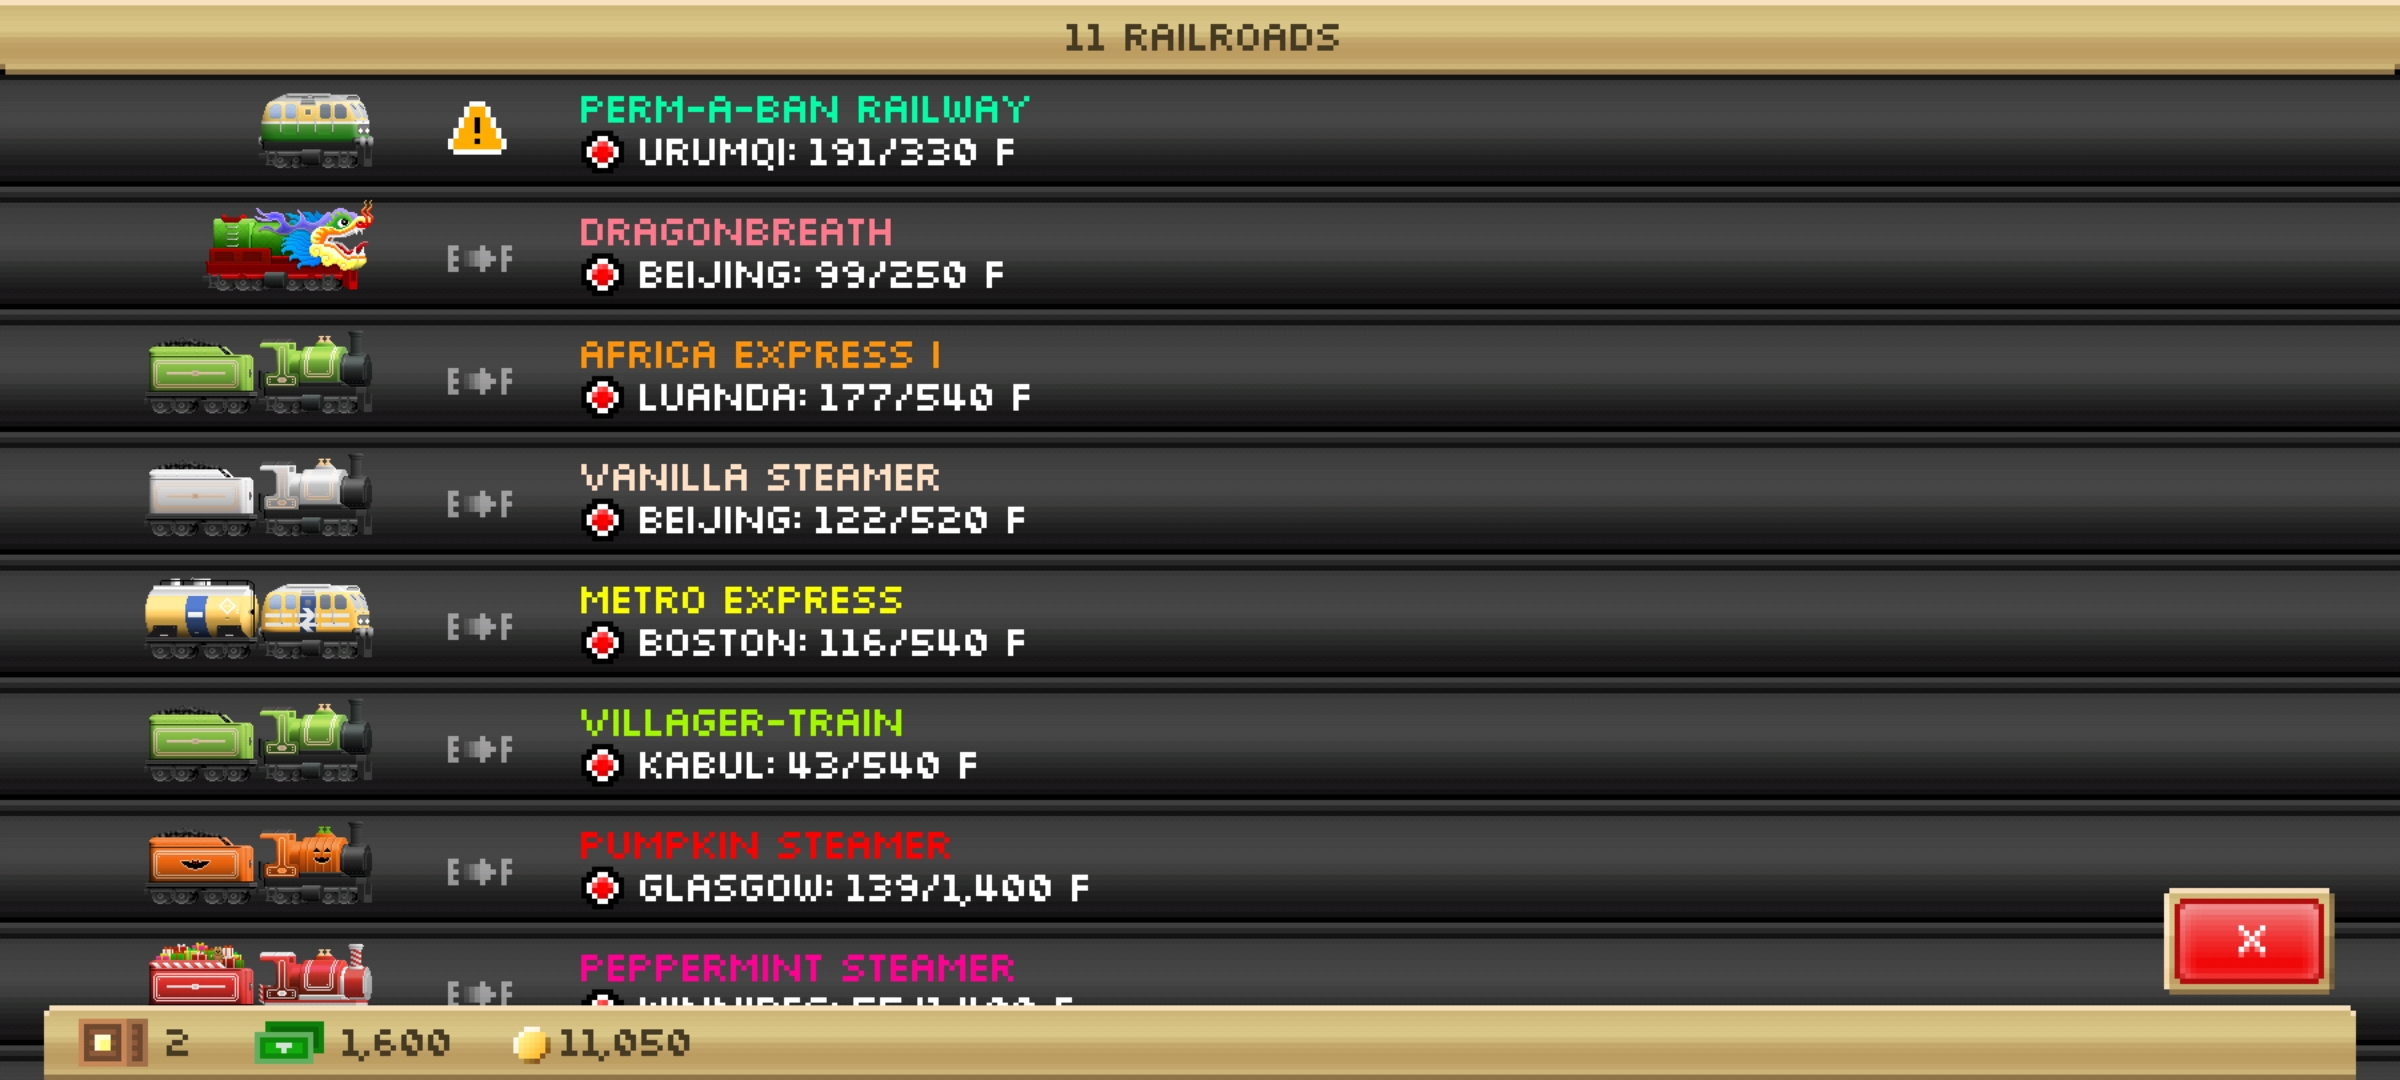 11 RAILROADS
PERM-A-BAN RAILWAY
URUMQI: 191/330 F
DRAGONBREATH
E F
BEIJING: 99/250 F
AFRICA EXPRESS I
E F
LUANDA: 177/540 F
VANILLA STEAMER
E F
BEIJING: 122/520 F
METRO EXPRESS
E F
BOSTON: 116/540 F
VILLAGER-TRAIN
E F
KABUL: 43/540 F
PUMPKIN STEAMER
E F
GLASGOW: 139/1,400 F
PEPPERMINT STEAMER
E F
X
2 1,600 11,050